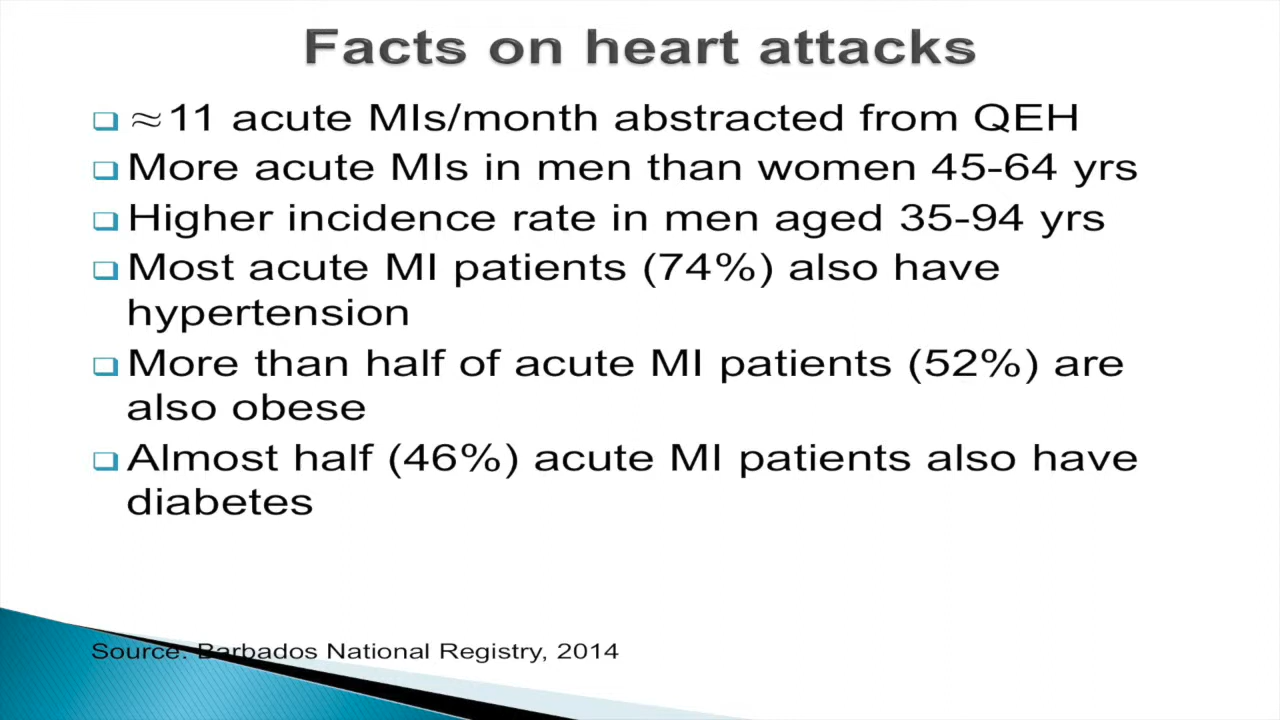 Facts on heart attacks
≈11 acute MIs/month abstracted from QEH
More acute MIs in men than women 45-64 yrs
Higher incidence rate in men aged 35-94 yrs
Most acute MI patients (74%) also have
hypertension
More than half of acute MI patients (52%) are
also obese
Almost half (46%) acute MI patients also have
diabetes
Source: Barbados National Registry, 2014